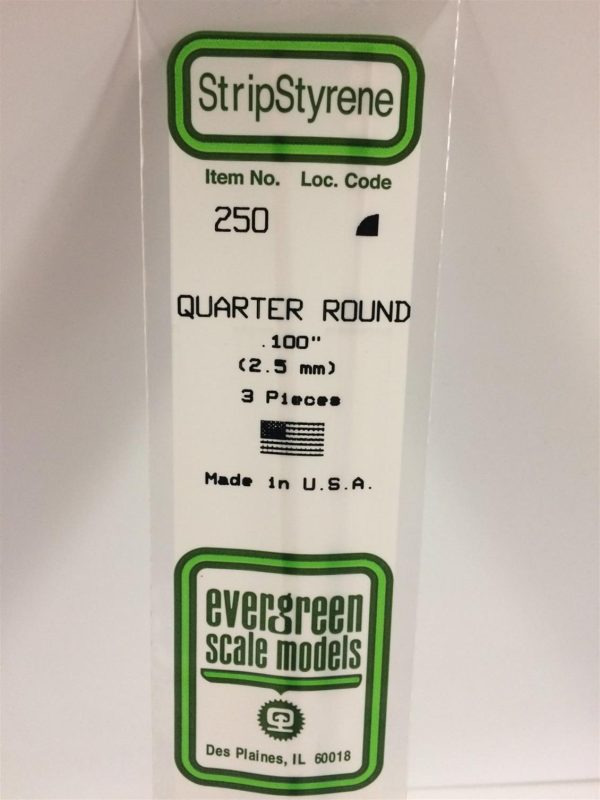 StripStyrene
Item No. Loc. Code
250
QUARTER ROUND
.100"
(2.5 mm)
3 Pieces
Made in U.S.A.
evergreen
scale models
Des Plaines, IL 60018